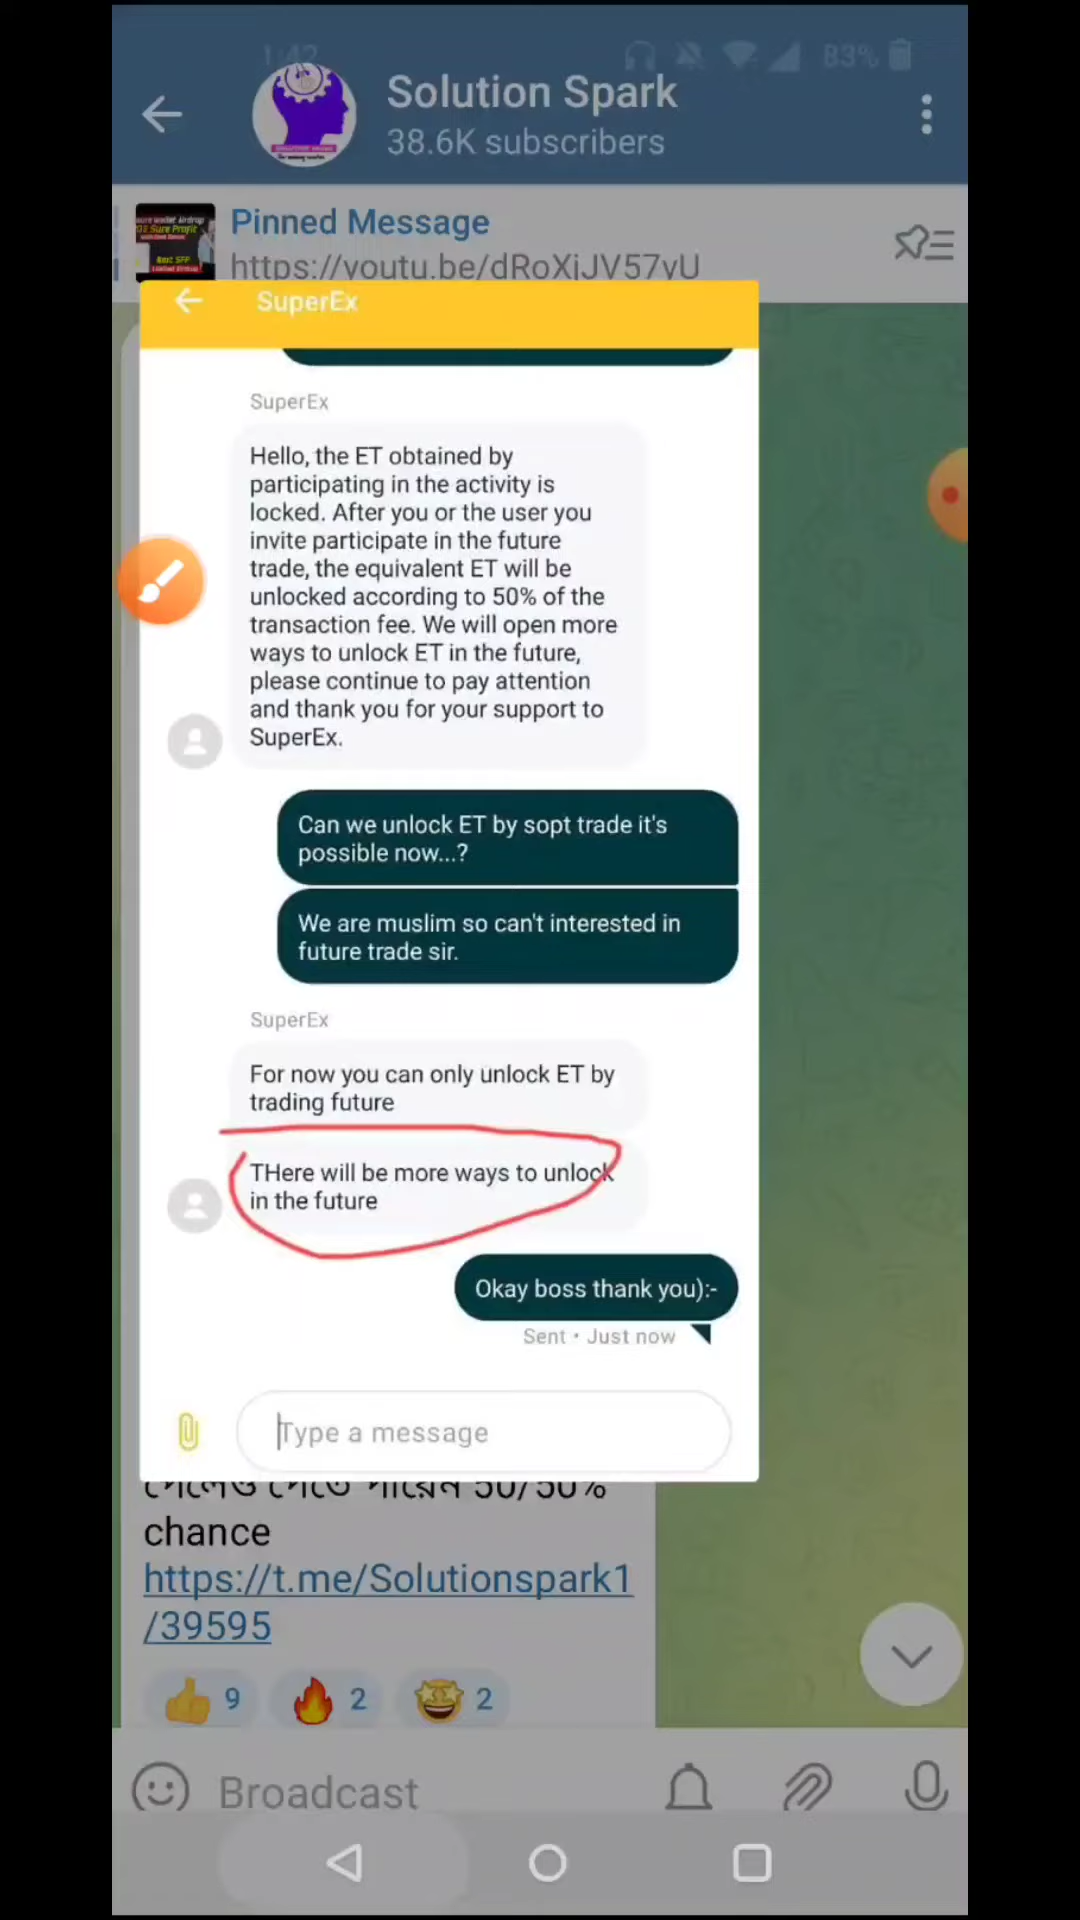 1:42
83%
Solution Spark
38.6K subscribers
Pinned Message
https://youtu.be/dRoXjJV57yU
SuperEx
SuperEx
Hello, the ET obtained by
participating in the activity is
locked. After you or the user you
invite participate in the future
trade, the equivalent ET will be
unlocked according to 50% of the
transaction fee. We will open more
ways to unlock ET in the future,
please continue to pay attention
and thank you for your support to
SuperEx.
Can we unlock ET by sopt trade it's
possible now...?
We are muslim so can't interested in
future trade sir.
SuperEx
For now you can only unlock ET by
trading future
THere will be more ways to unlock
in the future
Okay boss thank you):-
Sent • Just now
Type a message
50/50%
chance
https://t.me/Solutionspark1
/39595
9
2
2
Broadcast